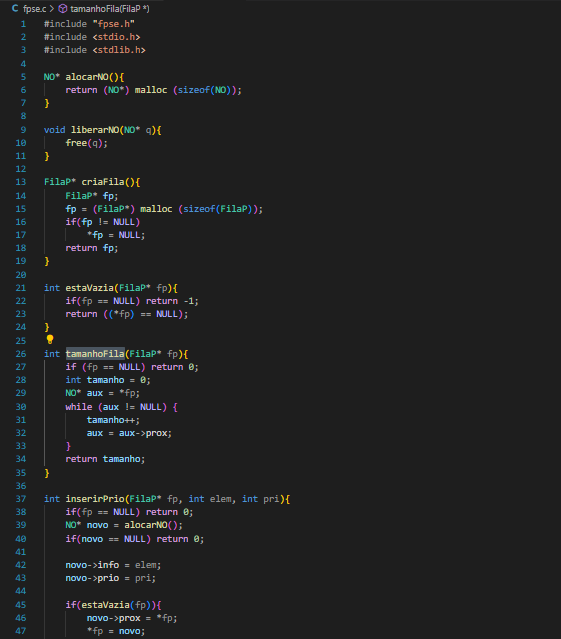 C fpse.c > tamanhoFila(FilaP *)
1 #include "fpse.h"
2 #include <stdio.h>
3 #include <stdlib.h>
4
5 NO* alocarNO(){
6     return (NO*) malloc (sizeof(NO));
7 }
8
9 void liberarNO(NO* q){
10     free(q);
11 }
12
13 FilaP* criaFila(){
14     FilaP* fp;
15     fp = (FilaP*) malloc (sizeof(FilaP));
16     if(fp != NULL)
17         *fp = NULL;
18     return fp;
19 }
20
21 int estaVazia(FilaP* fp){
22     if(fp == NULL) return -1;
23     return ((*fp) == NULL);
24 }
25
26 int tamanhoFila(FilaP* fp){
27     if (fp == NULL) return 0;
28     int tamanho = 0;
29     NO* aux = *fp;
30     while (aux != NULL) {
31         tamanho++;
32         aux = aux->prox;
33     }
34     return tamanho;
35 }
36
37 int inserirPrio(FilaP* fp, int elem, int pri){
38     if(fp == NULL) return 0;
39     NO* novo = alocarNO();
40     if(novo == NULL) return 0;
41
42     novo->info = elem;
43     novo->prio = pri;
44
45     if(estaVazia(fp)){
46         novo->prox = *fp;
47         *fp = novo;